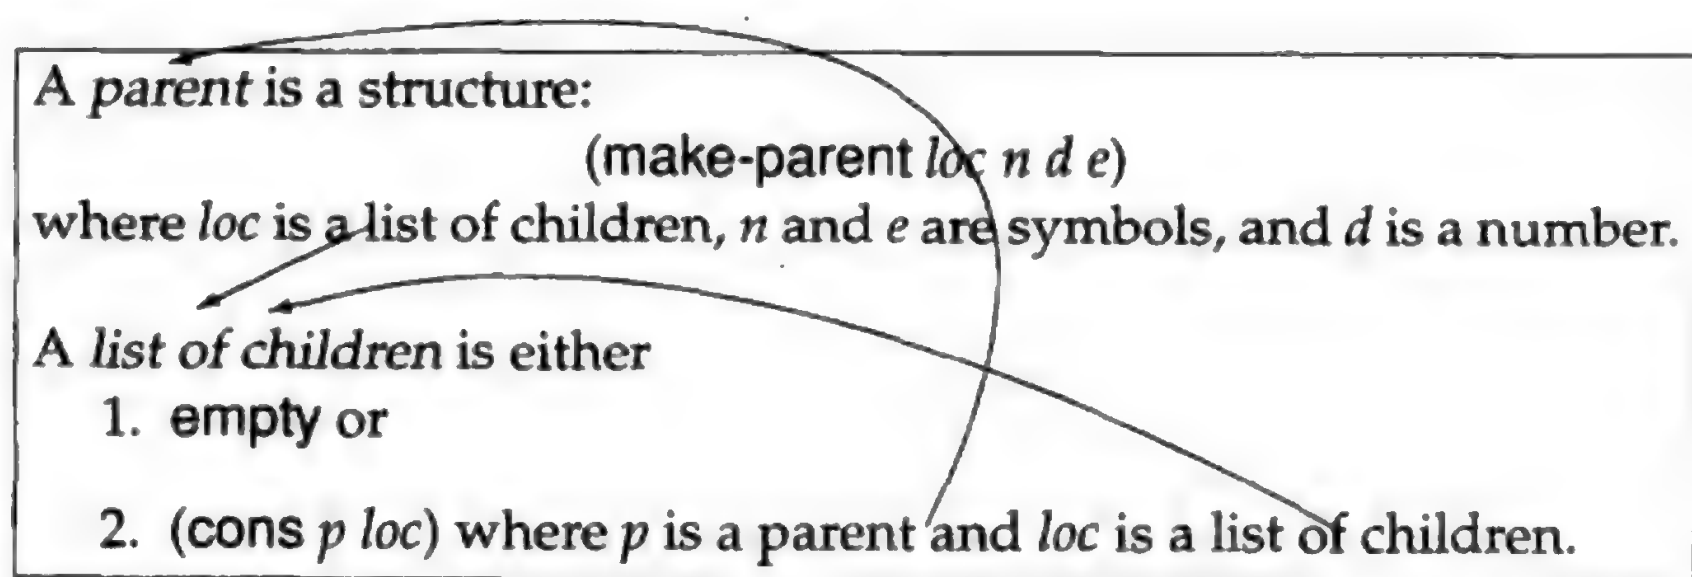 A parent is a structure:
(make-parent loc n d e)
where loc is a list of children, n and e are symbols, and d is a number.
A list of children is either
1. empty or
2. (cons p loc) where p is a parent and loc is a list of children.